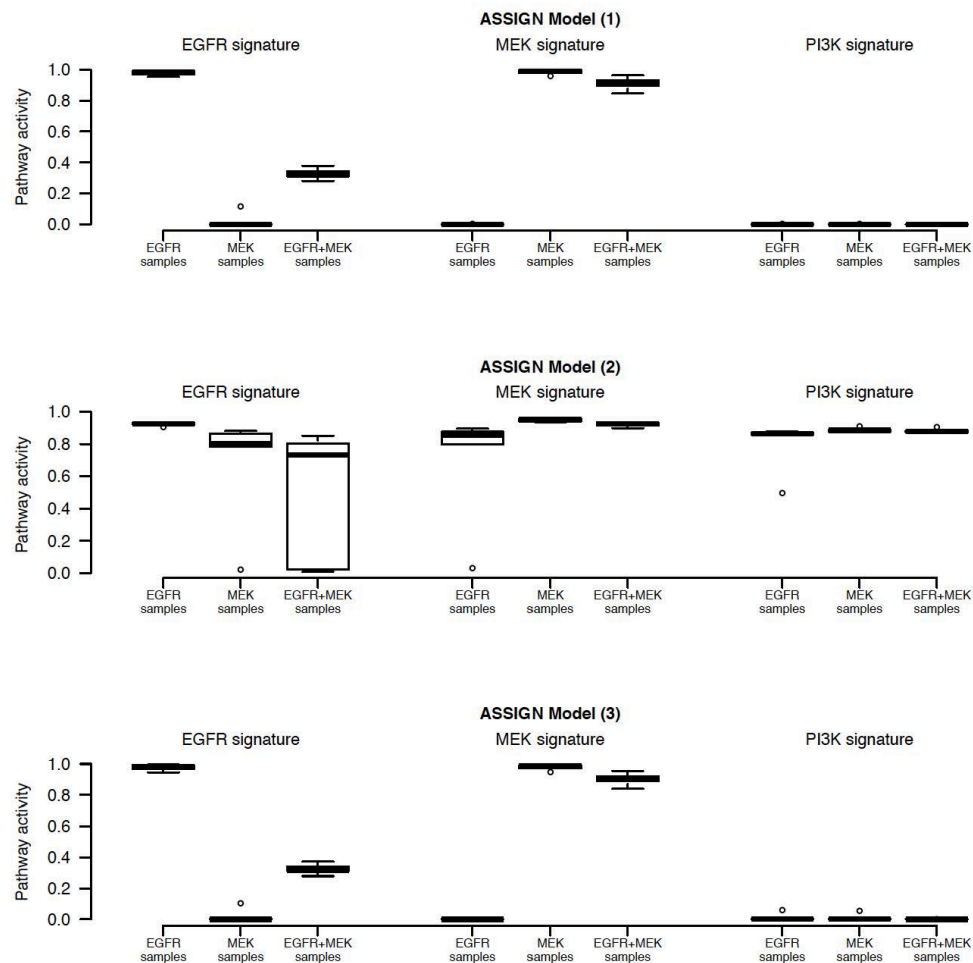 ASSIGN Model (1)
EGFR signature MEK signature PI3K signature
Pathway activity
1.0
0.8
0.6
0.4
0.2
0.0
EGFR MEK EGFR+MEK EGFR MEK EGFR+MEK EGFR MEK EGFR+MEK
samples samples samples samples samples samples samples samples samples
ASSIGN Model (2)
EGFR signature MEK signature PI3K signature
Pathway activity
1.0
0.8
0.6
0.4
0.2
0.0
EGFR MEK EGFR+MEK EGFR MEK EGFR+MEK EGFR MEK EGFR+MEK
samples samples samples samples samples samples samples samples samples
ASSIGN Model (3)
EGFR signature MEK signature PI3K signature
Pathway activity
1.0
0.8
0.6
0.4
0.2
0.0
EGFR MEK EGFR+MEK EGFR MEK EGFR+MEK EGFR MEK EGFR+MEK
samples samples samples samples samples samples samples samples samples